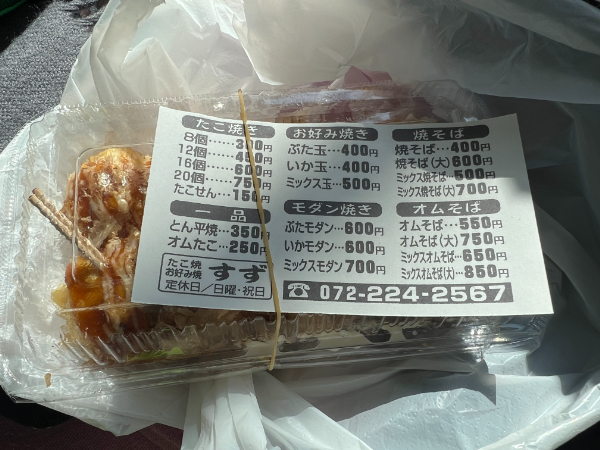 たこ焼き
8個……300円
12個……450円
16個……600円
20個……750円
たこせん…150円
一品
とん平焼…350円
オムたこ…250円
たこ焼
お好み焼
すず
定休日／日曜・祝日
お好み焼き
ぶた玉…400円
いか玉…400円
ミックス玉…500円
モダン焼き
ぶたモダン…600円
いかモダン…600円
ミックスモダン 700円
焼そば
焼そば…400円
焼そば(大)600円
ミックス焼そば…500円
ミックス焼そば(大)700円
オムそば
オムそば…550円
オムそば(大)750円
ミックスオムそば…650円
ミックスオムそば(大)…850円
☎072-224-2567